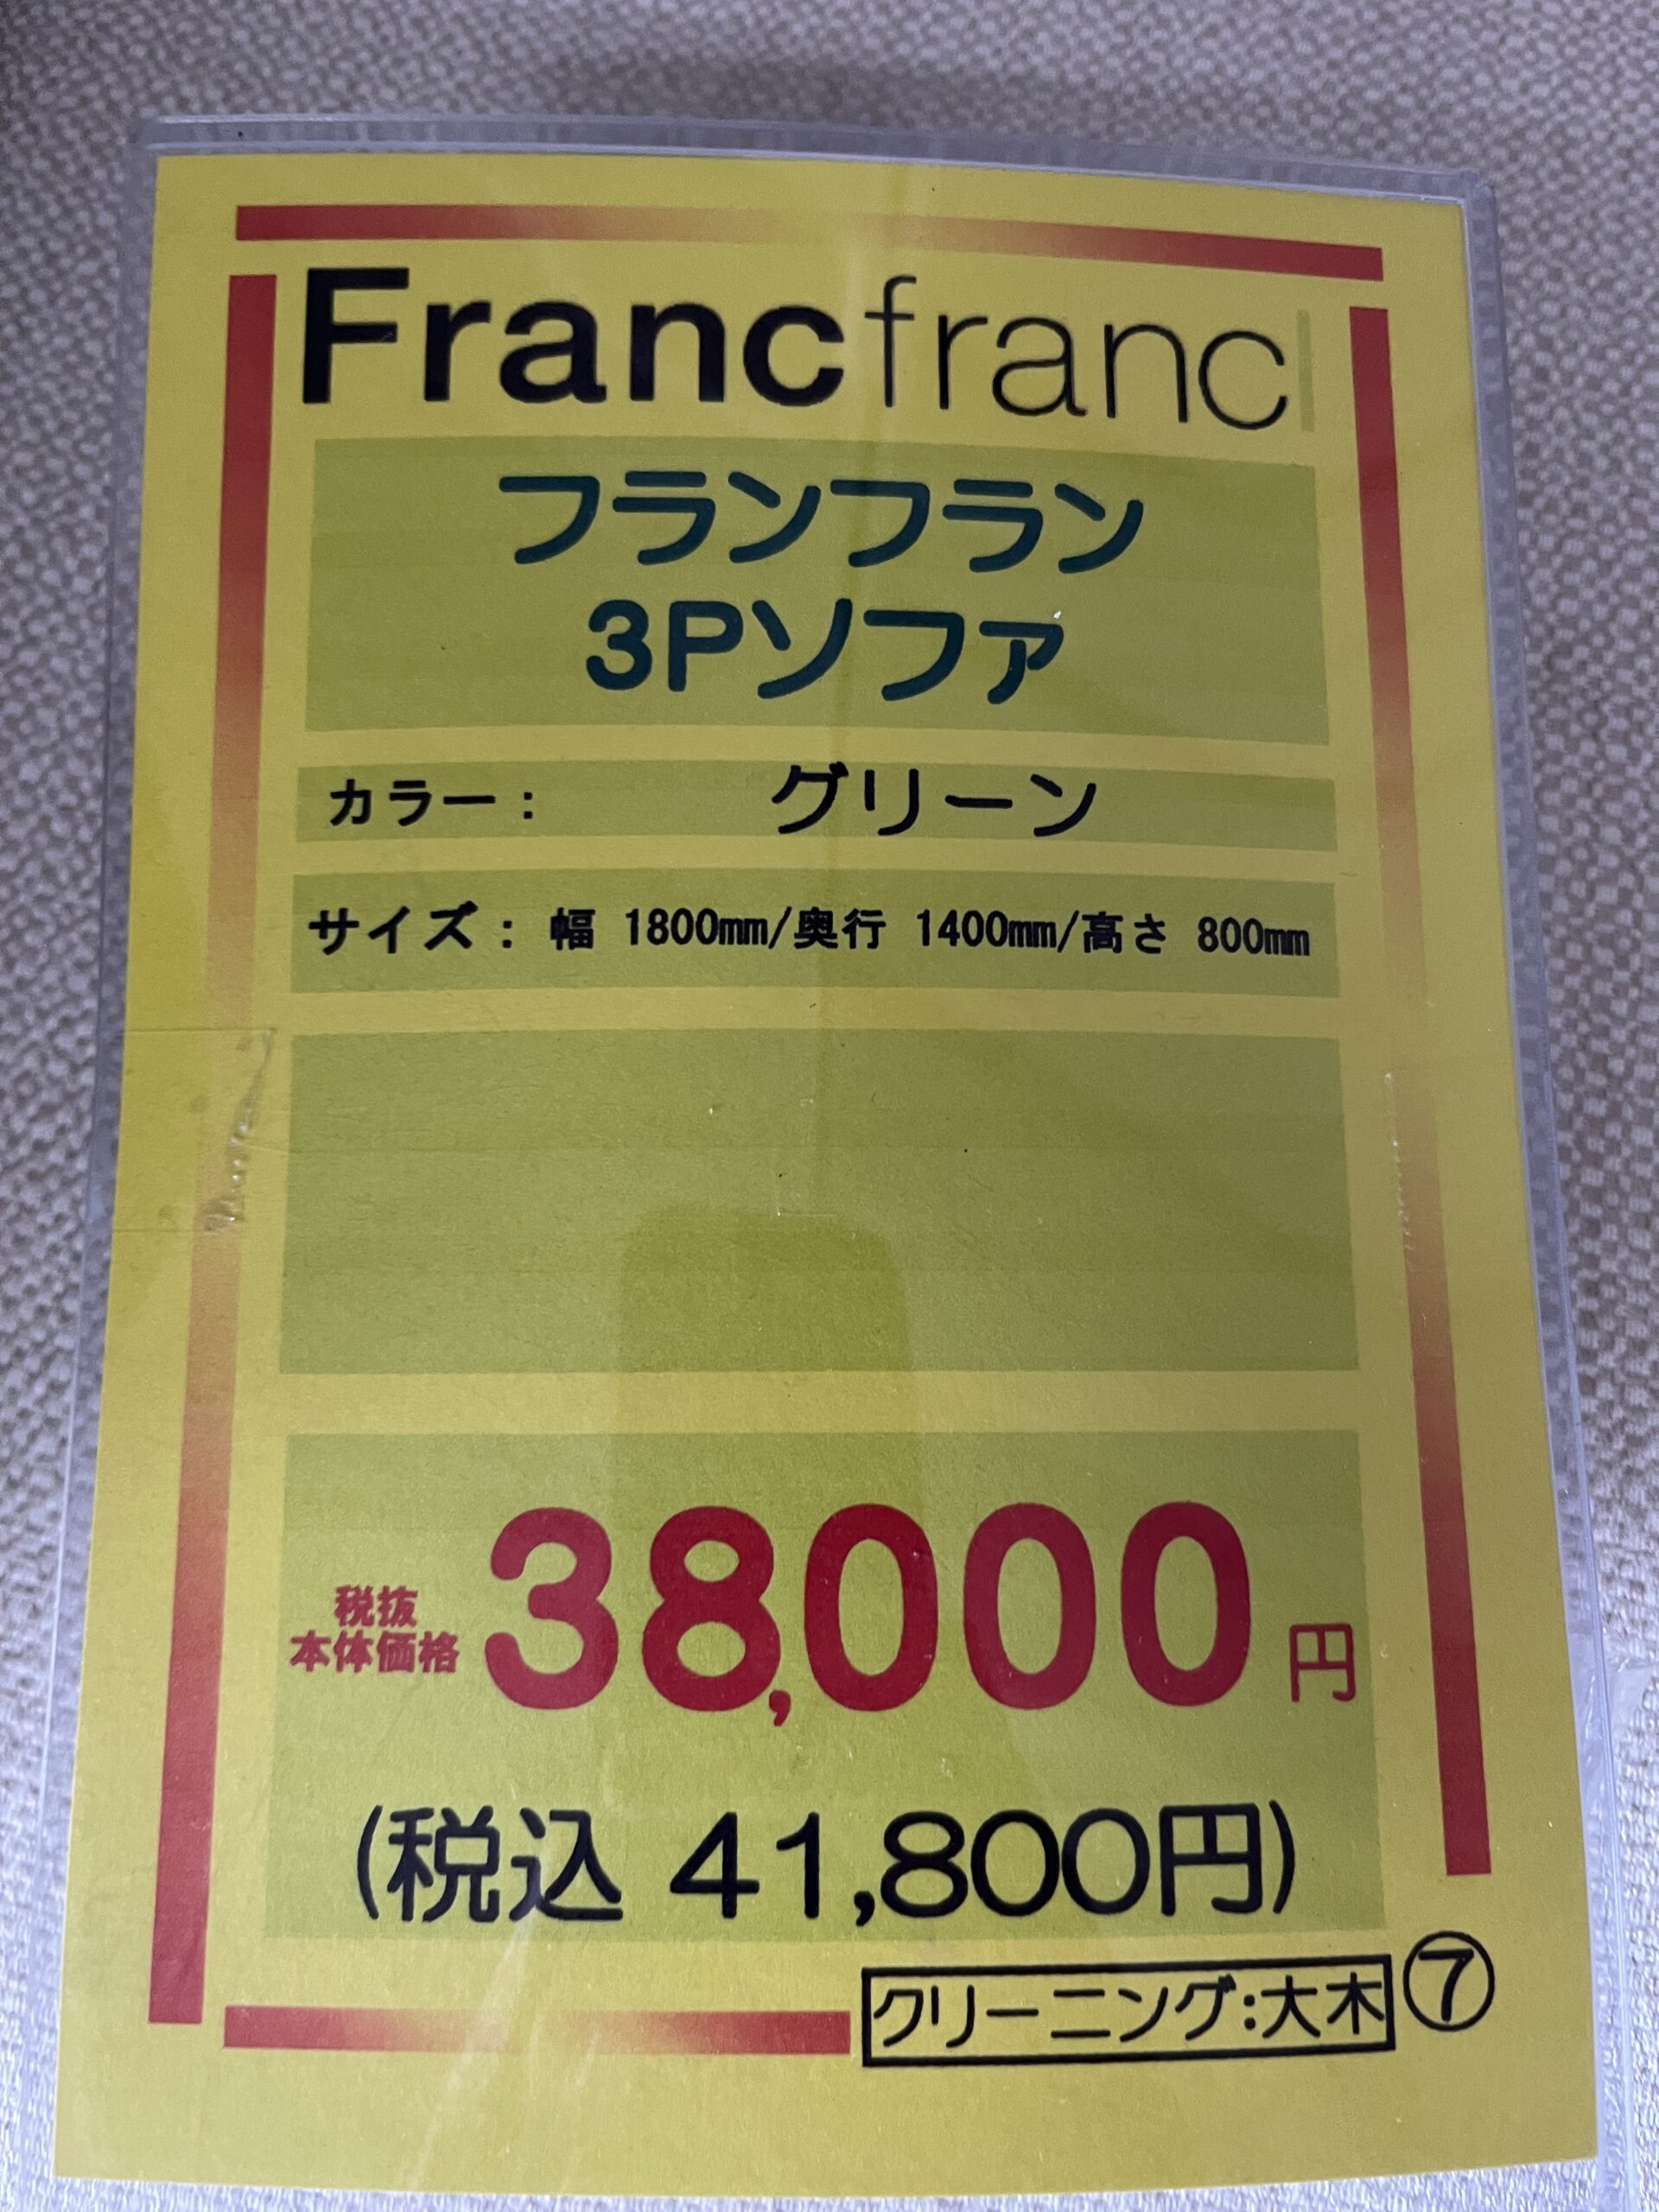 Francfranc
フランフラン
3Pソファ
カラー： グリーン
サイズ： 幅 1800mm/奥行 1400mm/高さ 800mm
税抜
本体価格 38,000円
(税込 41,800円)
クリーニング:大木 ⑦